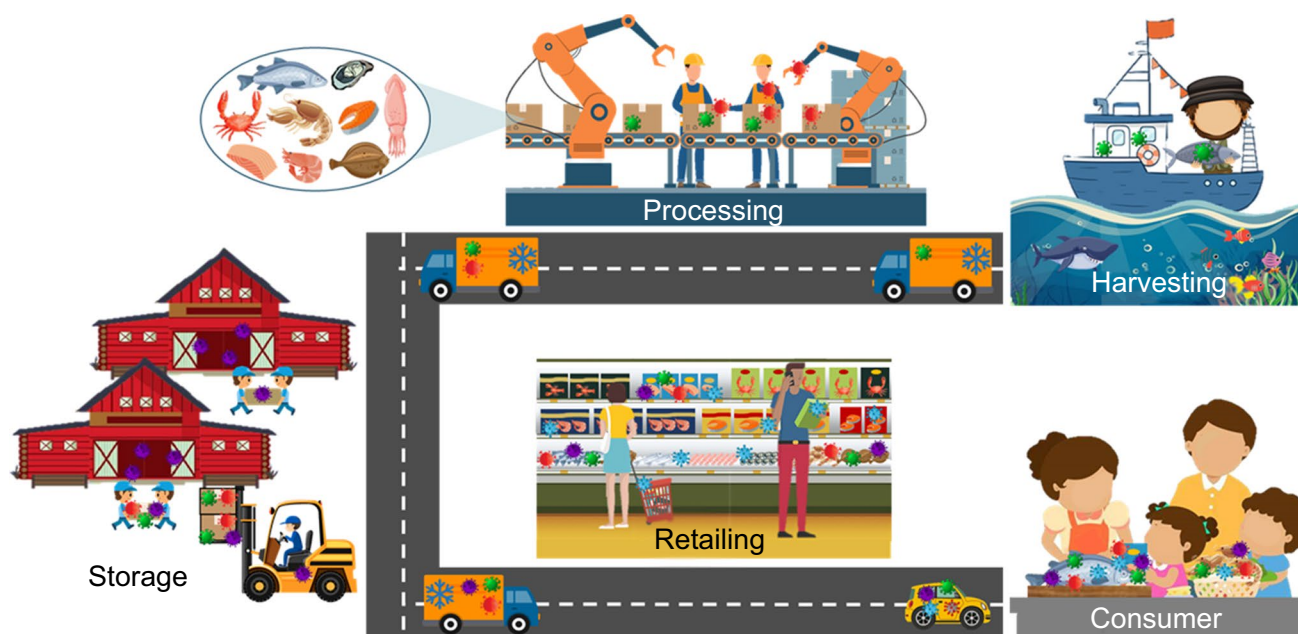 Processing
Harvesting
Storage
Retailing
Consumer